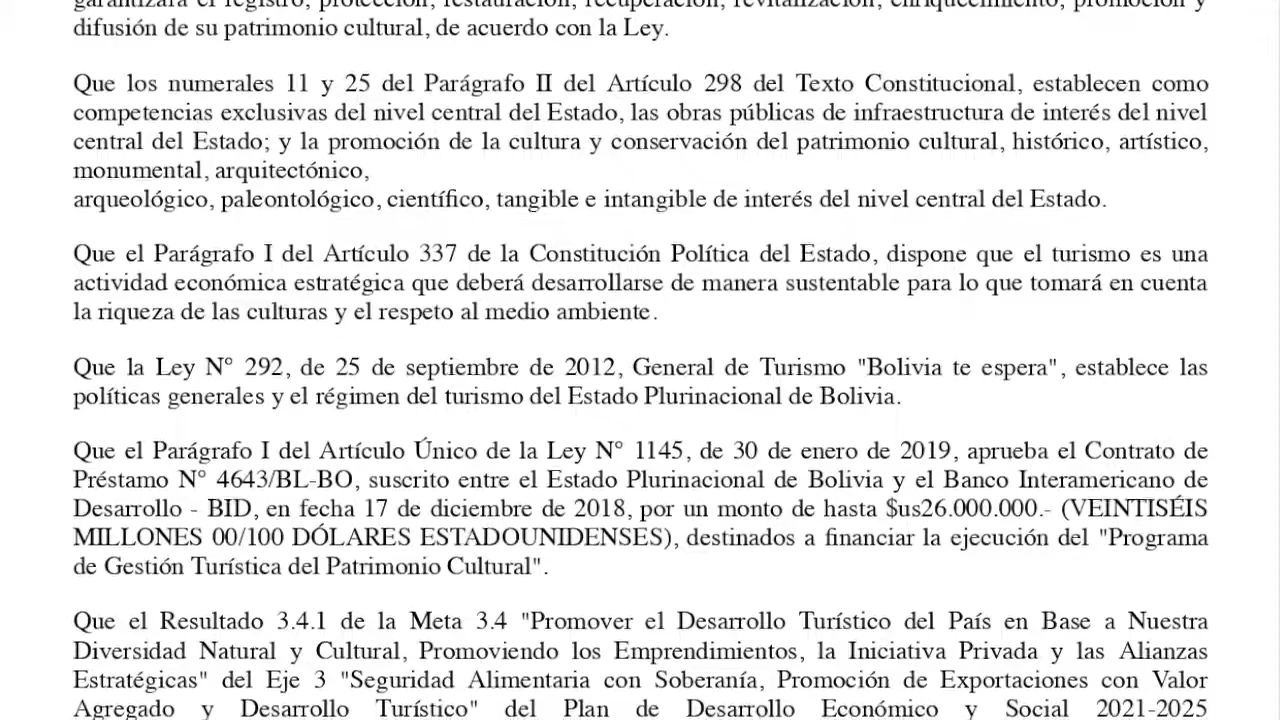 garantizará el registro, protección, restauración, recuperación, revitalización, enriquecimiento, promoción y
difusión de su patrimonio cultural, de acuerdo con la Ley.
Que los numerales 11 y 25 del Parágrafo II del Artículo 298 del Texto Constitucional, establecen como
competencias exclusivas del nivel central del Estado, las obras públicas de infraestructura de interés del nivel
central del Estado; y la promoción de la cultura y conservación del patrimonio cultural, histórico, artístico,
monumental, arquitectónico,
arqueológico, paleontológico, científico, tangible e intangible de interés del nivel central del Estado.
Que el Parágrafo I del Artículo 337 de la Constitución Política del Estado, dispone que el turismo es una
actividad económica estratégica que deberá desarrollarse de manera sustentable para lo que tomará en cuenta
la riqueza de las culturas y el respeto al medio ambiente.
Que la Ley N° 292, de 25 de septiembre de 2012, General de Turismo "Bolivia te espera", establece las
políticas generales y el régimen del turismo del Estado Plurinacional de Bolivia.
Que el Parágrafo I del Artículo Único de la Ley N° 1145, de 30 de enero de 2019, aprueba el Contrato de
Préstamo N° 4643/BL-BO, suscrito entre el Estado Plurinacional de Bolivia y el Banco Interamericano de
Desarrollo - BID, en fecha 17 de diciembre de 2018, por un monto de hasta $us26.000.000.- (VEINTISÉIS
MILLONES 00/100 DÓLARES ESTADOUNIDENSES), destinados a financiar la ejecución del "Programa
de Gestión Turística del Patrimonio Cultural".
Que el Resultado 3.4.1 de la Meta 3.4 "Promover el Desarrollo Turístico del País en Base a Nuestra
Diversidad Natural y Cultural, Promoviendo los Emprendimientos, la Iniciativa Privada y las Alianzas
Estratégicas" del Eje 3 "Seguridad Alimentaria con Soberanía, Promoción de Exportaciones con Valor
Agregado y Desarrollo Turístico" del Plan de Desarrollo Económico y Social 2021-2025